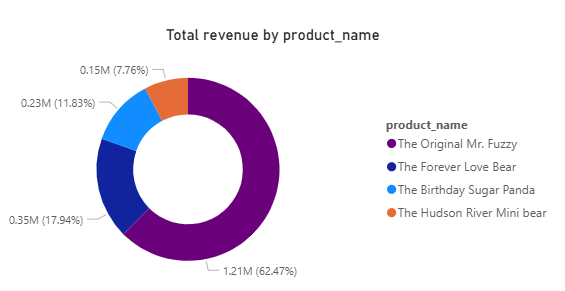 Total revenue by product_name
0.15M (7.76%)
0.23M (11.83%)
0.35M (17.94%)
1.21M (62.47%)
product_name
The Original Mr. Fuzzy
The Forever Love Bear
The Birthday Sugar Panda
The Hudson River Mini bear